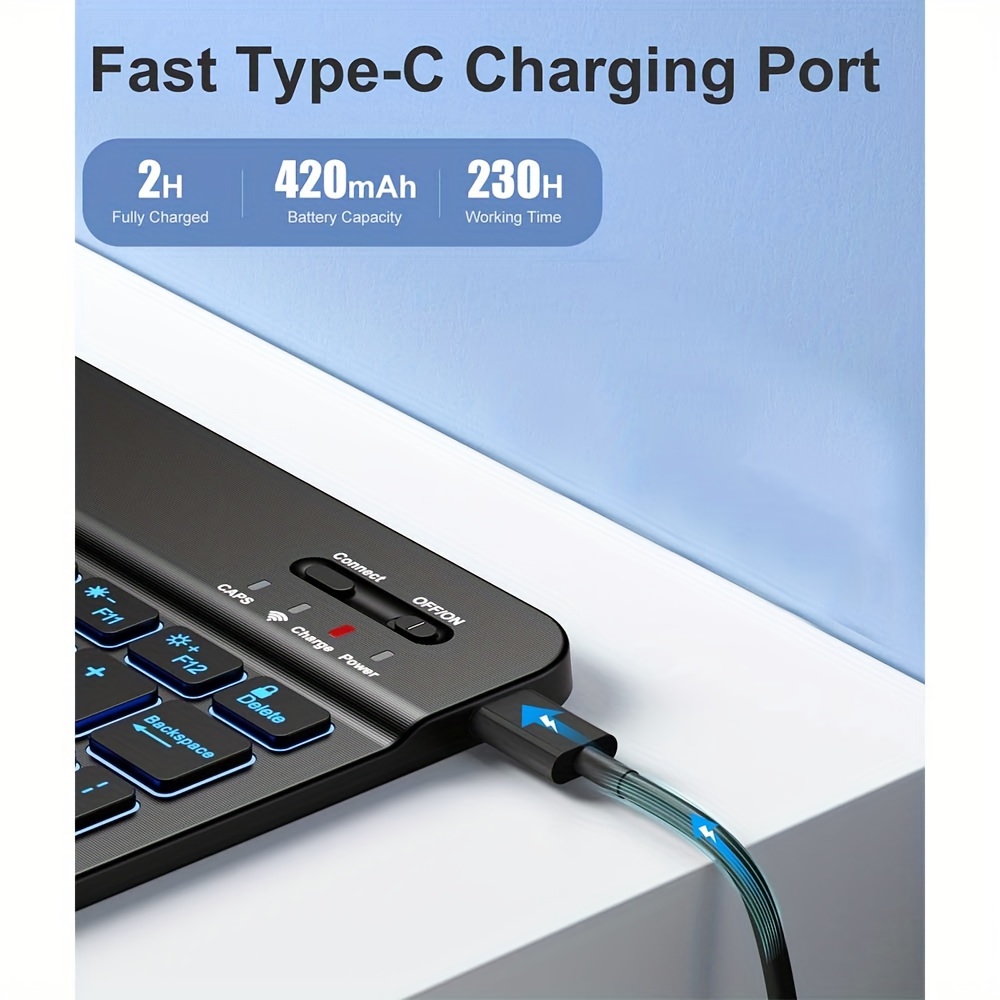 Fast Type-C Charging Port
2H
Fully Charged
420mAh
Battery Capacity
230H
Working Time
Connect
OFF/ON
CAPS
Charge
Power
F11
F12
Delete
Backspace